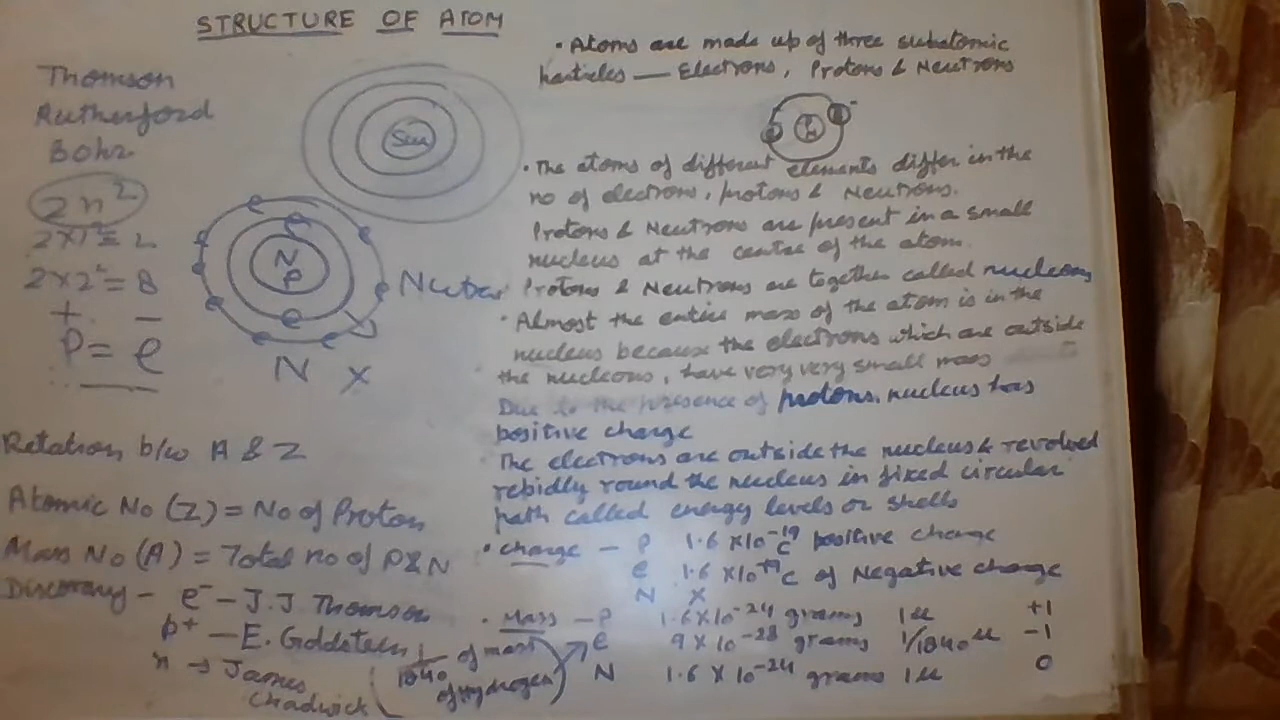 STRUCTURE OF ATOM
Thomson
Rutherford
Bohr
2n²
2x1²= 2
2x2²= 8
+ -
P = e
Sun
e
e
e
e
e
e
e
e
e
e
N
P
Neutral
N X
Relation b/w A & Z
Atomic No (Z) = No of Proton
Mass No (A) = Total no of P & N
Discovery - e⁻ - J.J Thomson
p⁺ - E. Goldstein
n → James
Chadwick
(1/1840 of mass
of Hydrogen)
• Atoms are made up of three subatomic
particles — Electrons, Protons & Neutrons
• The atoms of different elements differ in the
no of electrons, protons & Neutrons.
Protons & Neutrons are present in a small
nucleus at the centre of the atom.
Protons & Neutrons are together called nucleons
• Almost the entire mass of the atom is in the
nucleus because the electrons which are outside
the nucleons, have very very small mass
Due to the presence of protons, nucleus has
positive charge
The electrons are outside the nucleus & revolved
rebidly round the nucleus in fixed circular
path called energy levels or shells
• Charge - P 1.6 x10⁻¹⁹ C positive charge
e 1.6 x10⁻¹⁹ C of Negative charge
N X
• Mass - P 1.6 x 10⁻²⁴ grams 1u +1
e 9 x 10⁻²⁸ grams 1/1840 u -1
N 1.6 x 10⁻²⁴ grams 1u 0